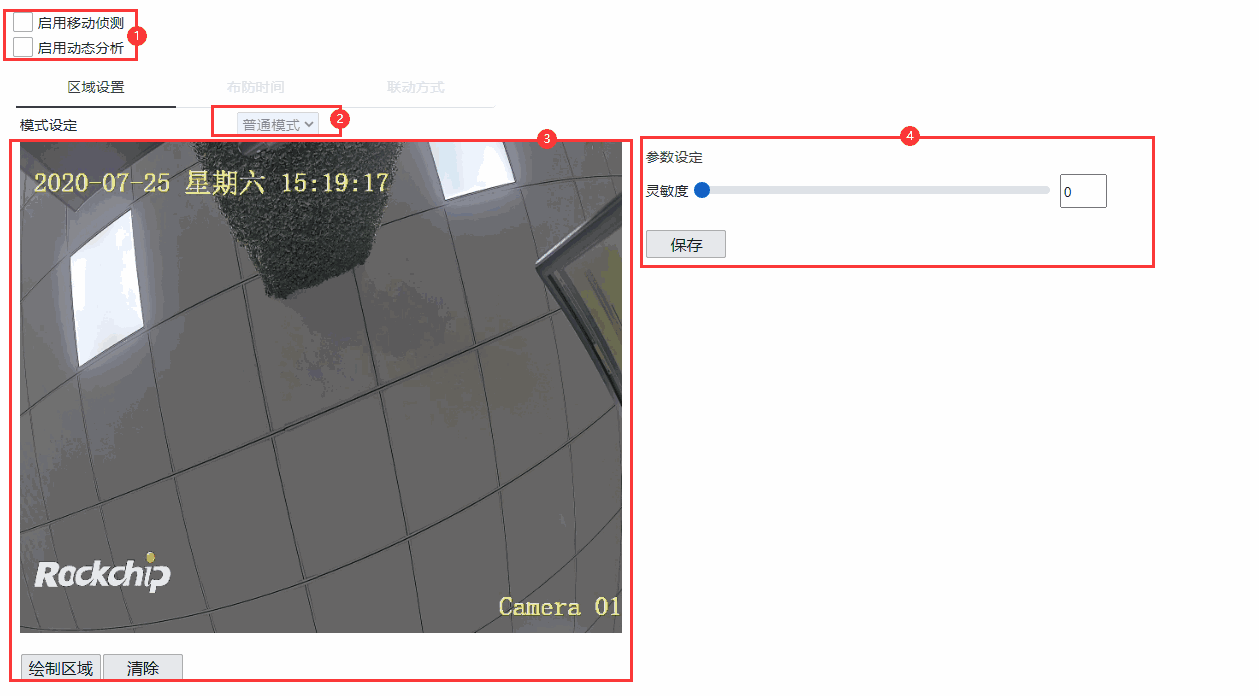 启用移动侦测
启用动态分析
1
区域设置 布防时间 联动方式
模式设定 普通模式
2
3
4
2020-07-25 星期六 15:19:17
Rockchip
Camera 01
绘制区域 清除
参数设定
灵敏度 0
保存